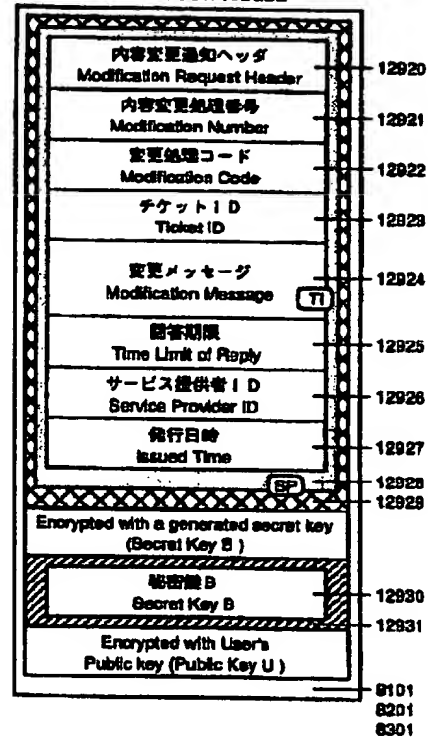 内容変更通知ヘッダ
Modification Request Header
12920
内容変更処理番号
Modification Number
12921
変更処理コード
Modification Code
12922
チケットID
Ticket ID
12923
変更メッセージ
Modification Message
TI
12924
回答期限
Time Limit of Reply
12925
サービス提供者ID
Service Provider ID
12926
発行日時
Issued Time
12927
SP
12928
12929
Encrypted with a generated secret key
(Secret Key B)
秘密鍵B
Secret Key B
12930
12931
Encrypted with User's
Public key (Public Key U)
8101
8201
8301